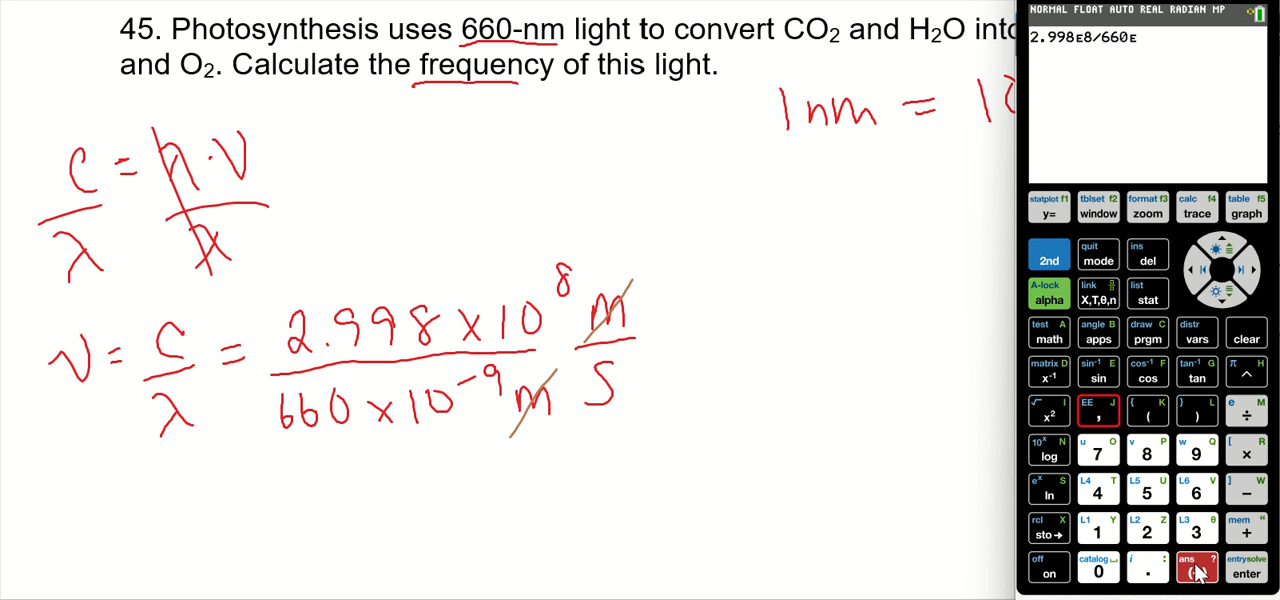 45. Photosynthesis uses 660-nm light to convert CO₂ and H₂O into
and O₂. Calculate the frequency of this light.
1 nm = 10
c/λ = λ·ν/λ
ν = c/λ = 2.998 x 10⁸ m / 660 x 10⁻⁹ m s
NORMAL FLOAT AUTO REAL RADIAN MP
2.998ᴇ8/660ᴇ
statplot f1 tblset f2 format f3 calc f4 table f5
y= window zoom trace graph
quit ins
2nd mode del
A-lock link list
alpha X,T,θ,n stat
test A angle B draw C distr
math apps prgm vars clear
matrix D sin⁻¹ E cos⁻¹ F tan⁻¹ G π H
x⁻¹ sin cos tan ^
√ I EE J { K } L e M
x² , ( ) ÷
10ˣ N u O v P w Q [ R
log 7 8 9 ×
eˣ S L4 T L5 U L6 V ] W
ln 4 5 6 −
rcl X L1 Y L2 Z L3 θ mem "
sto→ 1 2 3 +
off catalog i : ans ? entry solve
on 0 . enter